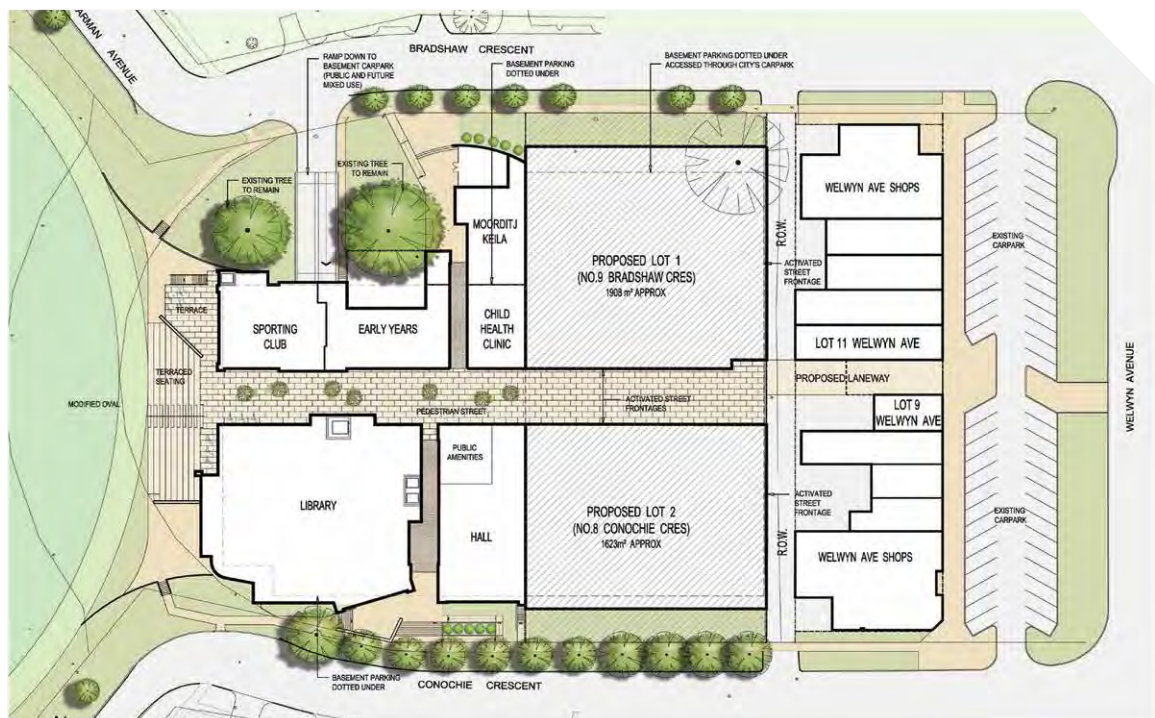 ARMAN
AVENUE
BRADSHAW CRESCENT
RAMP DOWN TO
BASEMENT CARPARK
(PUBLIC AND FUTURE
MIXED USE)
BASEMENT PARKING
DOTTED UNDER
BASEMENT PARKING DOTTED UNDER
ACCESSED THROUGH CITY'S CARPARK
EXISTING TREE
TO REMAIN
EXISTING TREE
TO REMAIN
MOORDITJ
KEILA
PROPOSED LOT 1
(NO.9 BRADSHAW CRES)
1908 m² APPROX
R.O.W.
WELWYN AVE SHOPS
ACTIVATED
STREET
FRONTAGE
EXISTING
CARPARK
TERRACE
SPORTING
CLUB
EARLY YEARS
CHILD
HEALTH
CLINIC
LOT 11 WELWYN AVE
TERRACED
SEATING
PROPOSED LANEWAY
MODIFIED OVAL
PEDESTRIAN STREET
ACTIVATED STREET
FRONTAGES
LOT 9
WELWYN AVE
WELWYN AVENUE
PUBLIC
AMENITIES
LIBRARY
HALL
PROPOSED LOT 2
(NO.8 CONOCHIE CRES)
1623m² APPROX
R.O.W.
ACTIVATED
STREET
FRONTAGE
EXISTING
CARPARK
WELWYN AVE SHOPS
BASEMENT PARKING
DOTTED UNDER
CONOCHIE CRESCENT